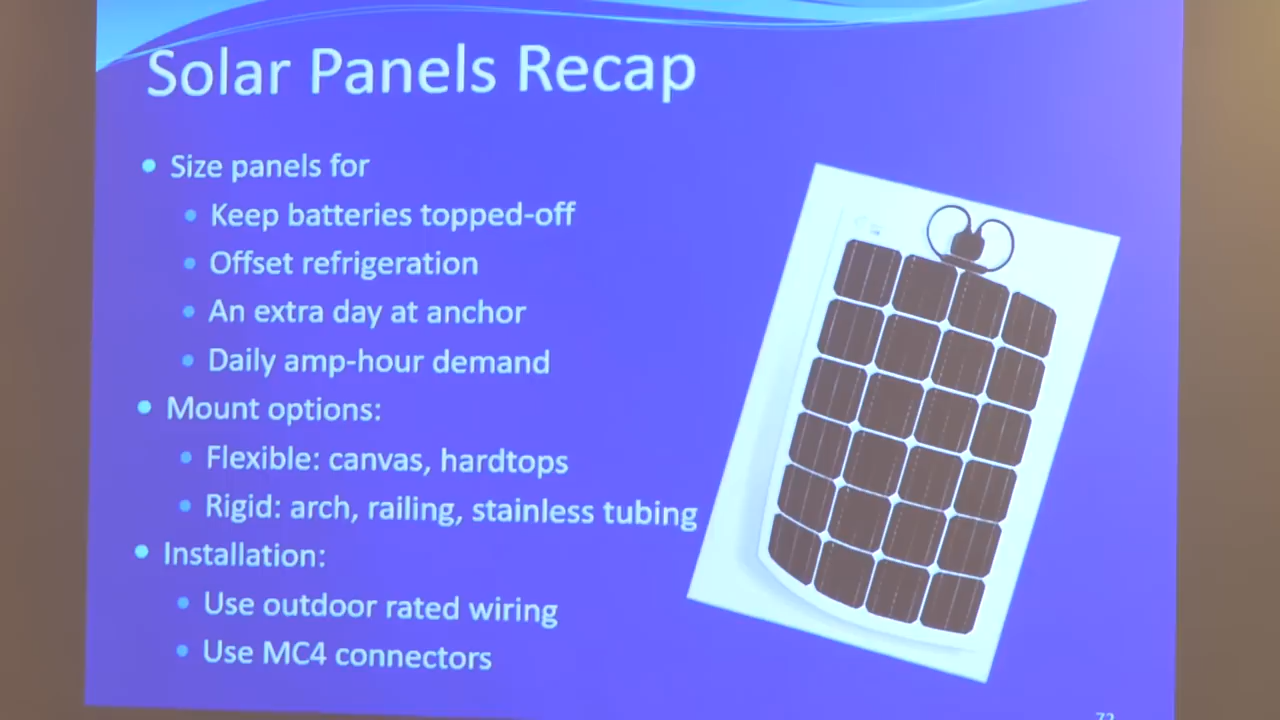 Solar Panels Recap
• Size panels for
• Keep batteries topped-off
• Offset refrigeration
• An extra day at anchor
• Daily amp-hour demand
• Mount options:
• Flexible: canvas, hardtops
• Rigid: arch, railing, stainless tubing
• Installation:
• Use outdoor rated wiring
• Use MC4 connectors